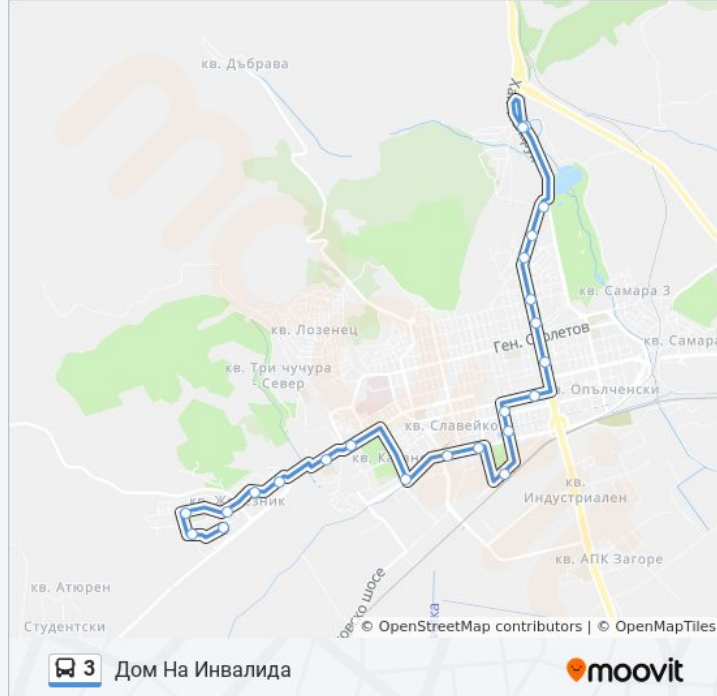 кв. Дъбрава
кв. Самара 3
кв. Лозенец
Ген. Столетов
кв. Самара
кв. Три чучура
- Север
кв. Опълченски
кв. Славейков
кв. Железник
кв.
Индустриален
кв. АПК Загоре
кв. Атюрен
Студентски
© OpenStreetMap contributors | © OpenMapTiles
3 Дом На Инвалида
moovit